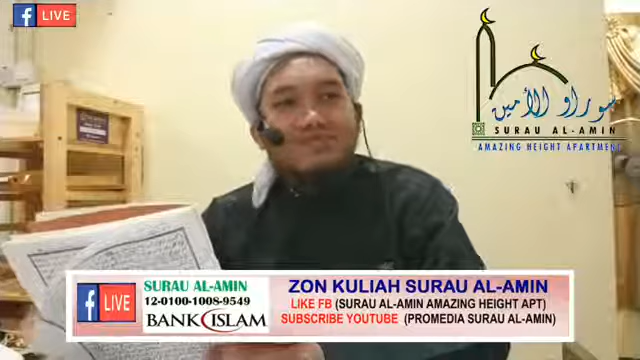 LIVE
سوراو الأمين
SURAU AL-AMIN
AMAZING HEIGHT APARTMENT
LIVE
SURAU AL-AMIN
12-0100-1008-9549
BANK ISLAM
ZON KULIAH SURAU AL-AMIN
LIKE FB (SURAU AL-AMIN AMAZING HEIGHT APT)
SUBSCRIBE YOUTUBE (PROMEDIA SURAU AL-AMIN)